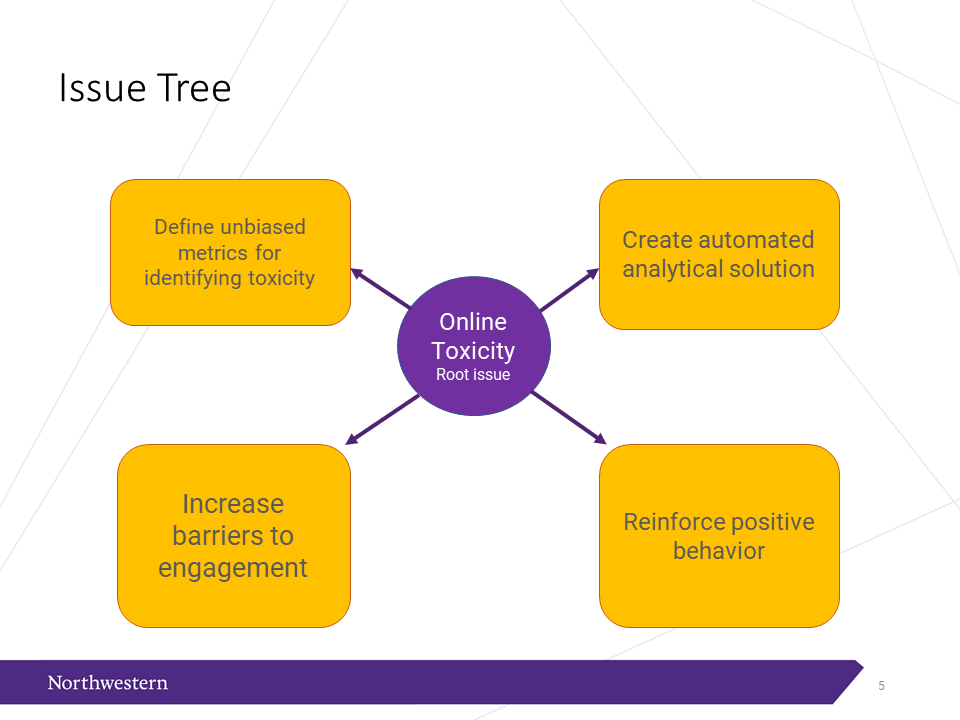 Issue Tree
Define unbiased
metrics for
identifying toxicity
Create automated
analytical solution
Online
Toxicity
Root issue
Increase
barriers to
engagement
Reinforce positive
behavior
Northwestern
5